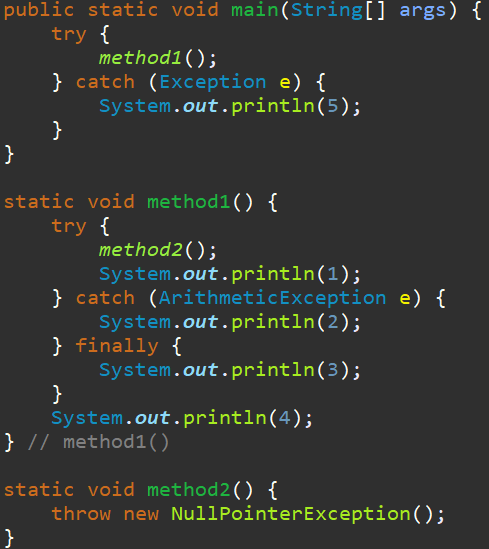 public static void main(String[] args) {
    try {
        method1();
    } catch (Exception e) {
        System.out.println(5);
    }
}

static void method1() {
    try {
        method2();
        System.out.println(1);
    } catch (ArithmeticException e) {
        System.out.println(2);
    } finally {
        System.out.println(3);
    }
    System.out.println(4);
} // method1()

static void method2() {
    throw new NullPointerException();
}